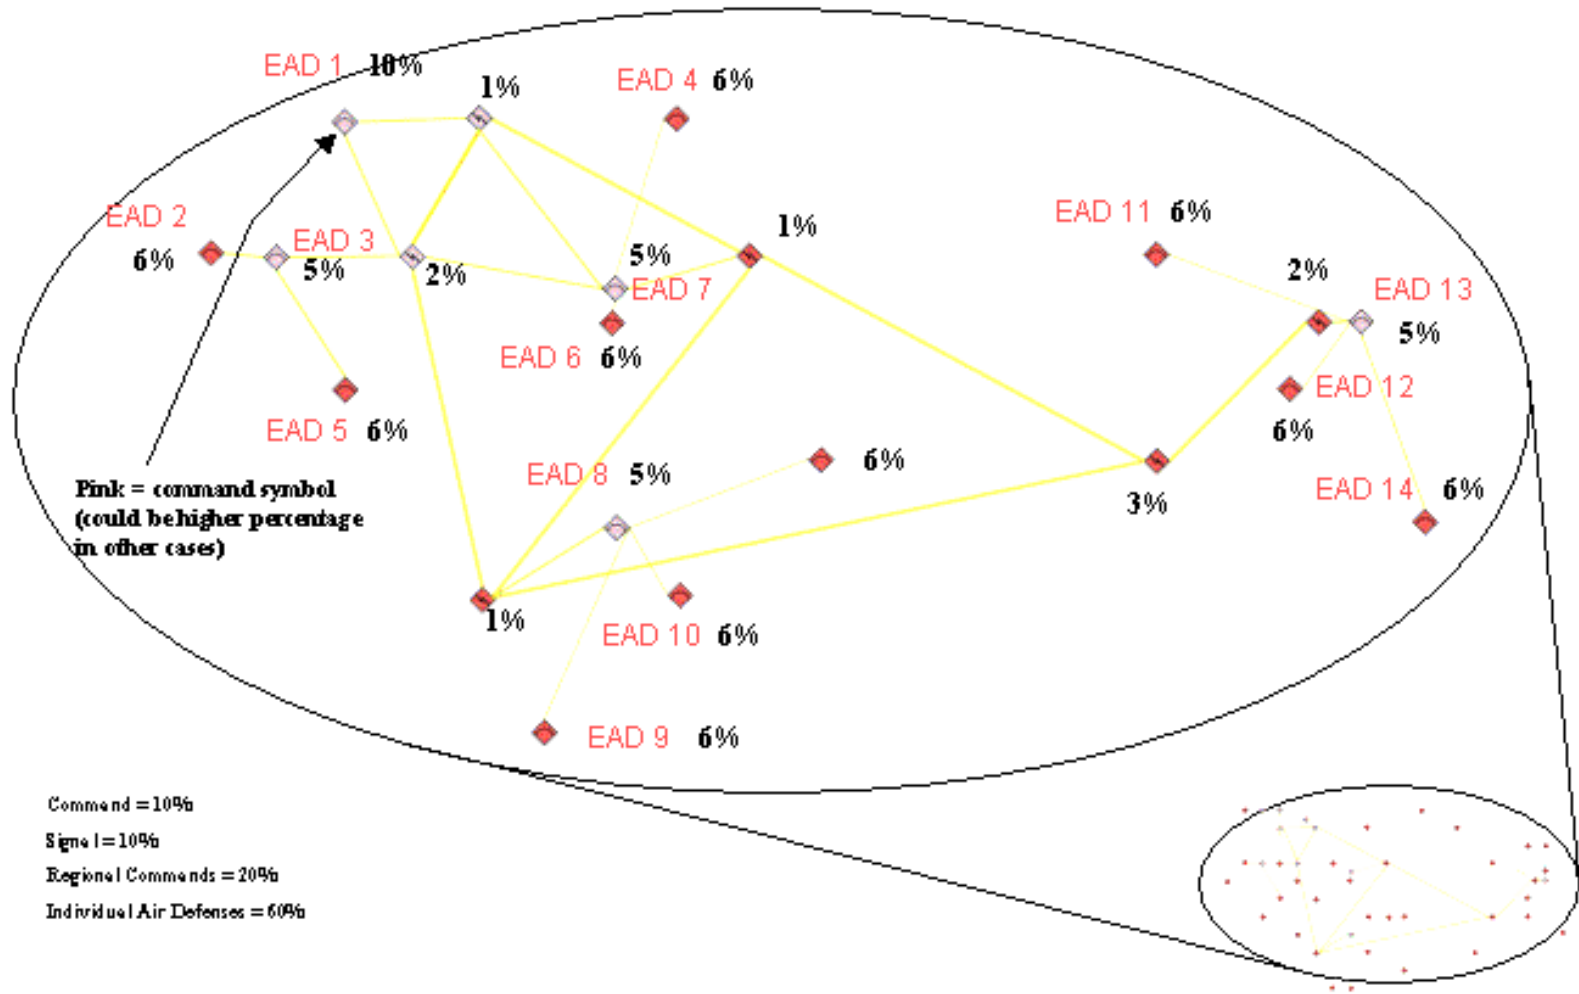 EAD 1 10%
1%
EAD 4 6%
EAD 2
6%
EAD 3
5%
2%
5%
EAD 7
1%
EAD 11 6%
2%
EAD 13
5%
EAD 6 6%
EAD 12
6%
EAD 5 6%
EAD 8 5%
6%
EAD 14 6%
3%
Pink = command symbol
(could be higher percentage
in other cases)
1%
EAD 10 6%
EAD 9 6%
Command = 10%
Signal = 10%
Regional Commands = 20%
Individual Air Defenses = 60%